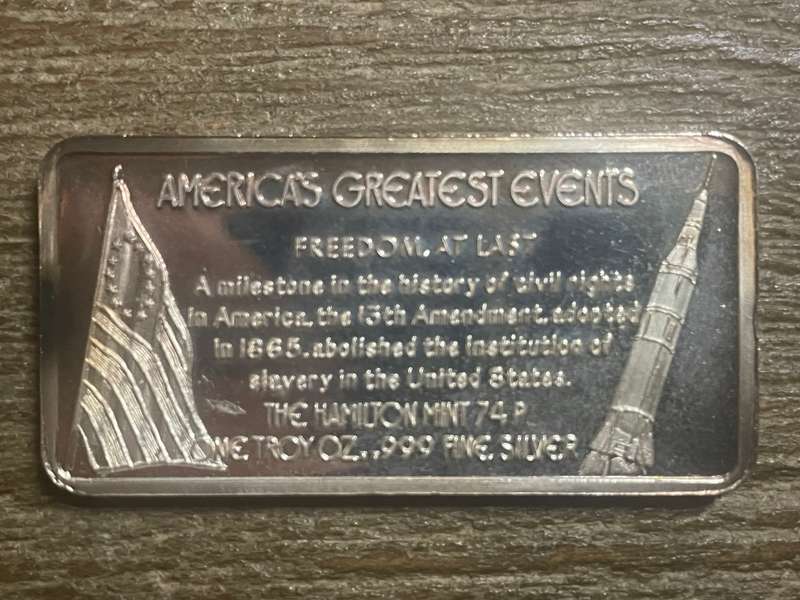 AMERICA'S GREATEST EVENTS
FREEDOM, AT LAST
A milestone in the history of civil rights
in America, the 13th Amendment, adopted
in 1865, abolished the institution of
slavery in the United States.
THE HAMILTON MINT 74 P
ONE TROY OZ., .999 FINE SILVER